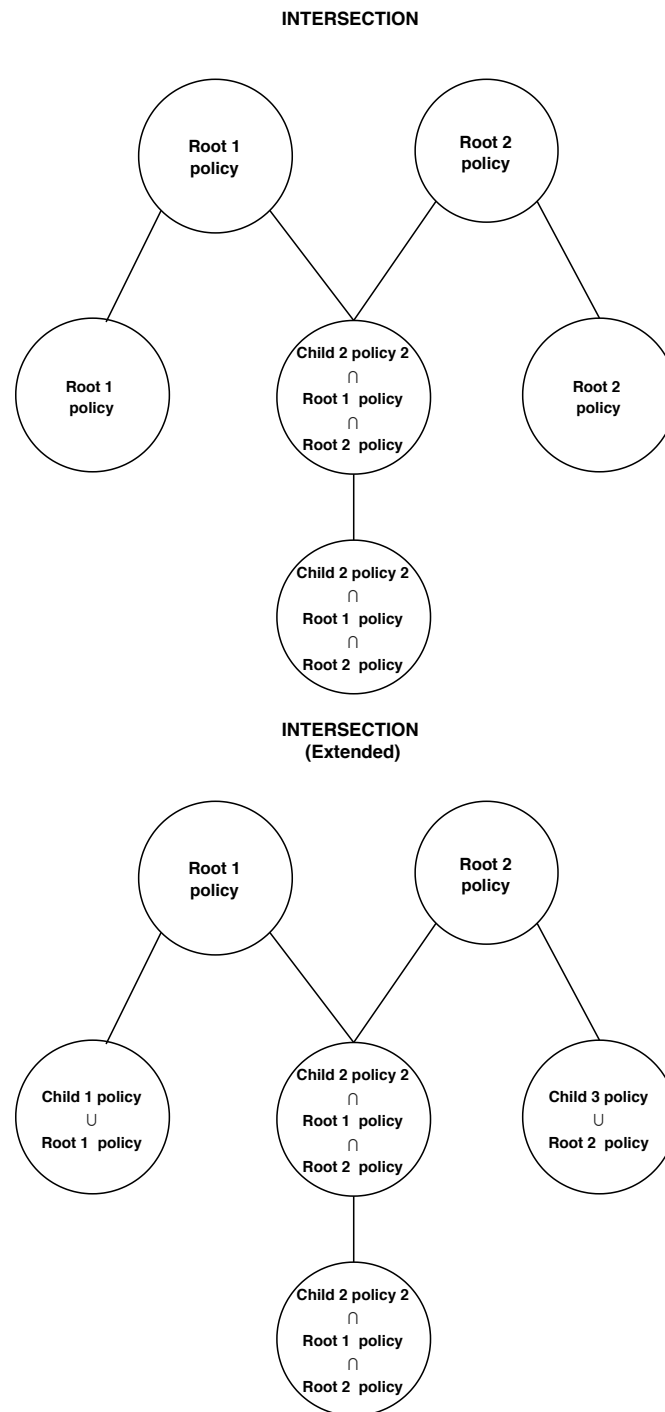 INTERSECTION
Root 1
policy
Root 2
policy
Root 1
policy
Child 2 policy 2
∩
Root 1 policy
∩
Root 2 policy
Root 2
policy
Child 2 policy 2
∩
Root 1 policy
∩
Root 2 policy
INTERSECTION
(Extended)
Root 1
policy
Root 2
policy
Child 1 policy
∪
Root 1 policy
Child 2 policy 2
∩
Root 1 policy
∩
Root 2 policy
Child 3 policy
∪
Root 2 policy
Child 2 policy 2
∩
Root 1 policy
∩
Root 2 policy